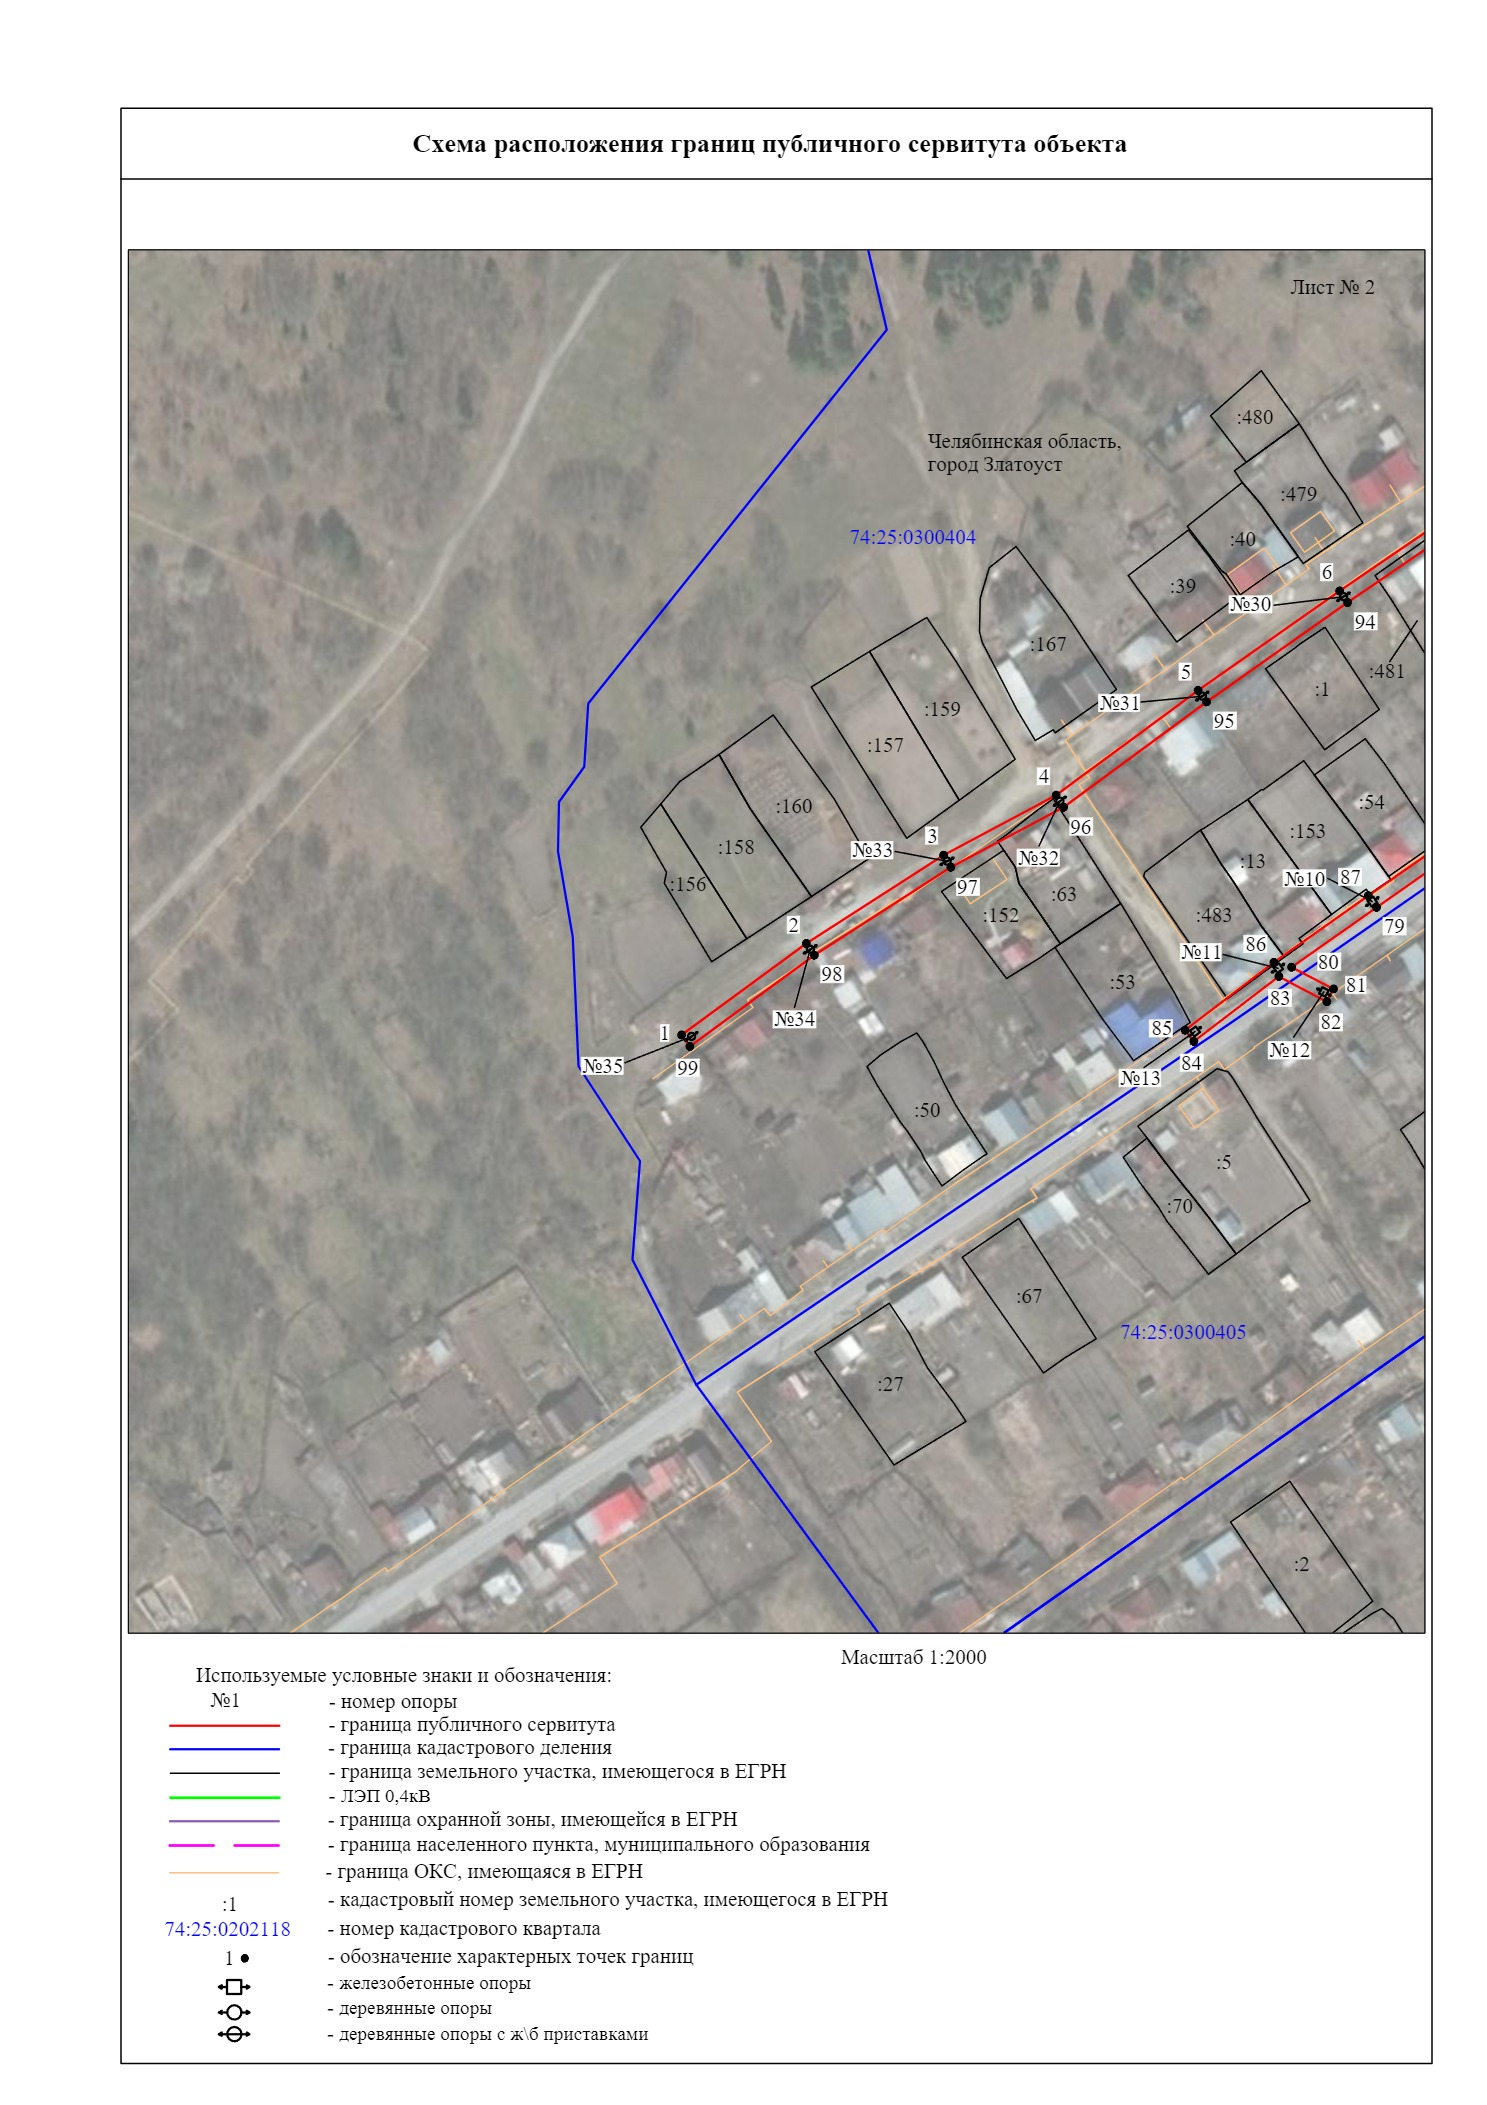 Схема расположения границ публичного сервитута объекта
Лист № 2
:480
Челябинская область,
город Златоуст
:479
74:25:0300404
:40
6
:39
№30
94
:167
:481
5
:1
№31
:159
95
:157
4
:54
:160
96
:153
3
:158
№33
№32
:13
87
№10
:156
97
:63
:152
:483
79
2
86
№11
80
98
:53
81
83
№34
85
82
1
№12
84
№35
99
№13
:50
:5
:70
:67
74:25:0300405
:27
:2
Масштаб 1:2000
Используемые условные знаки и обозначения:
№1 - номер опоры
- граница публичного сервитута
- граница кадастрового деления
- граница земельного участка, имеющегося в ЕГРН
- ЛЭП 0,4кВ
- граница охранной зоны, имеющейся в ЕГРН
- граница населенного пункта, муниципального образования
- граница ОКС, имеющаяся в ЕГРН
:1 - кадастровый номер земельного участка, имеющегося в ЕГРН
74:25:0202118 - номер кадастрового квартала
1 - обозначение характерных точек границ
- железобетонные опоры
- деревянные опоры
- деревянные опоры с ж\б приставками